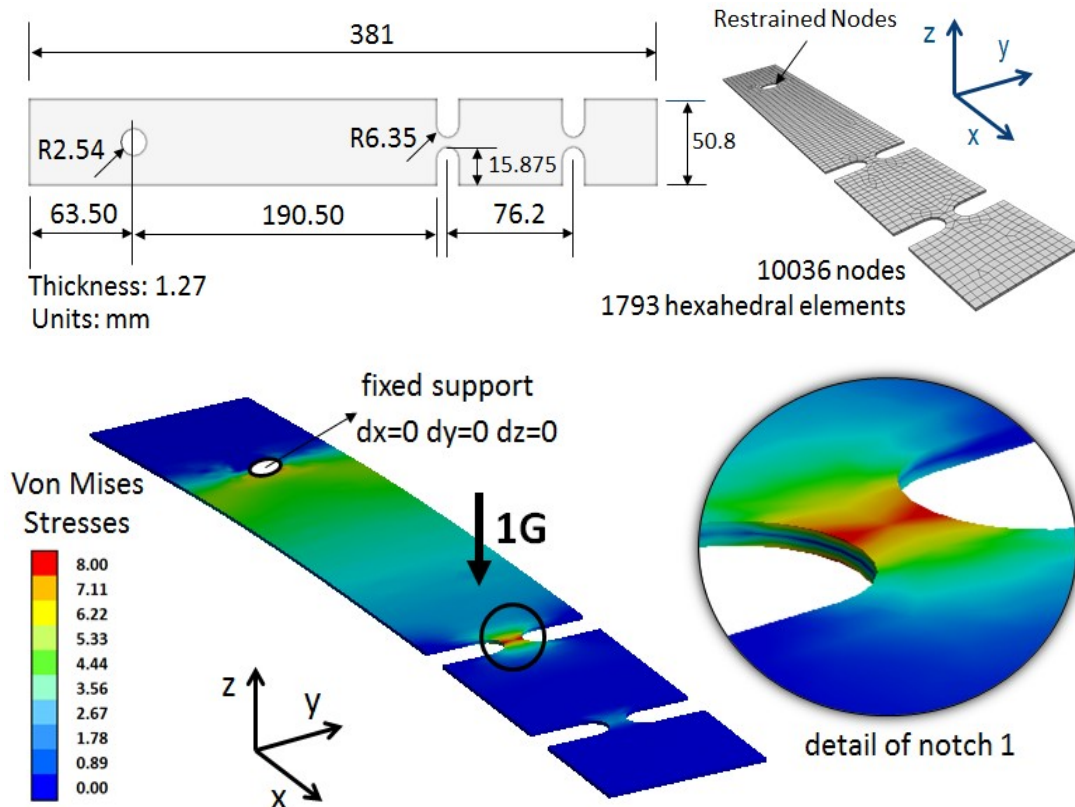 381
R2.54
R6.35
15.875
50.8
63.50
190.50
76.2
Thickness: 1.27
Units: mm
Restrained Nodes
z
y
x
10036 nodes
1793 hexahedral elements
fixed support
dx=0 dy=0 dz=0
Von Mises
Stresses
8.00
7.11
6.22
5.33
4.44
3.56
2.67
1.78
0.89
0.00
1G
z
y
x
detail of notch 1